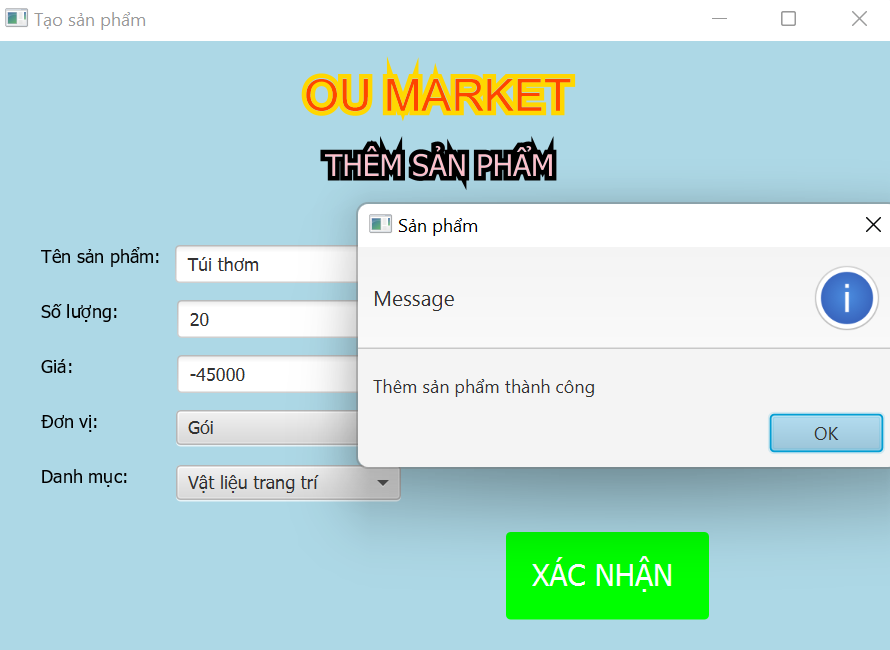 Tạo sản phẩm
OU MARKET
THÊM SẢN PHẨM
Sản phẩm
Tên sản phẩm:
Túi thơm
Số lượng:
20
Message
Giá:
-45000
Thêm sản phẩm thành công
Đơn vị:
Gói
OK
Danh mục:
Vật liệu trang trí
XÁC NHẬN